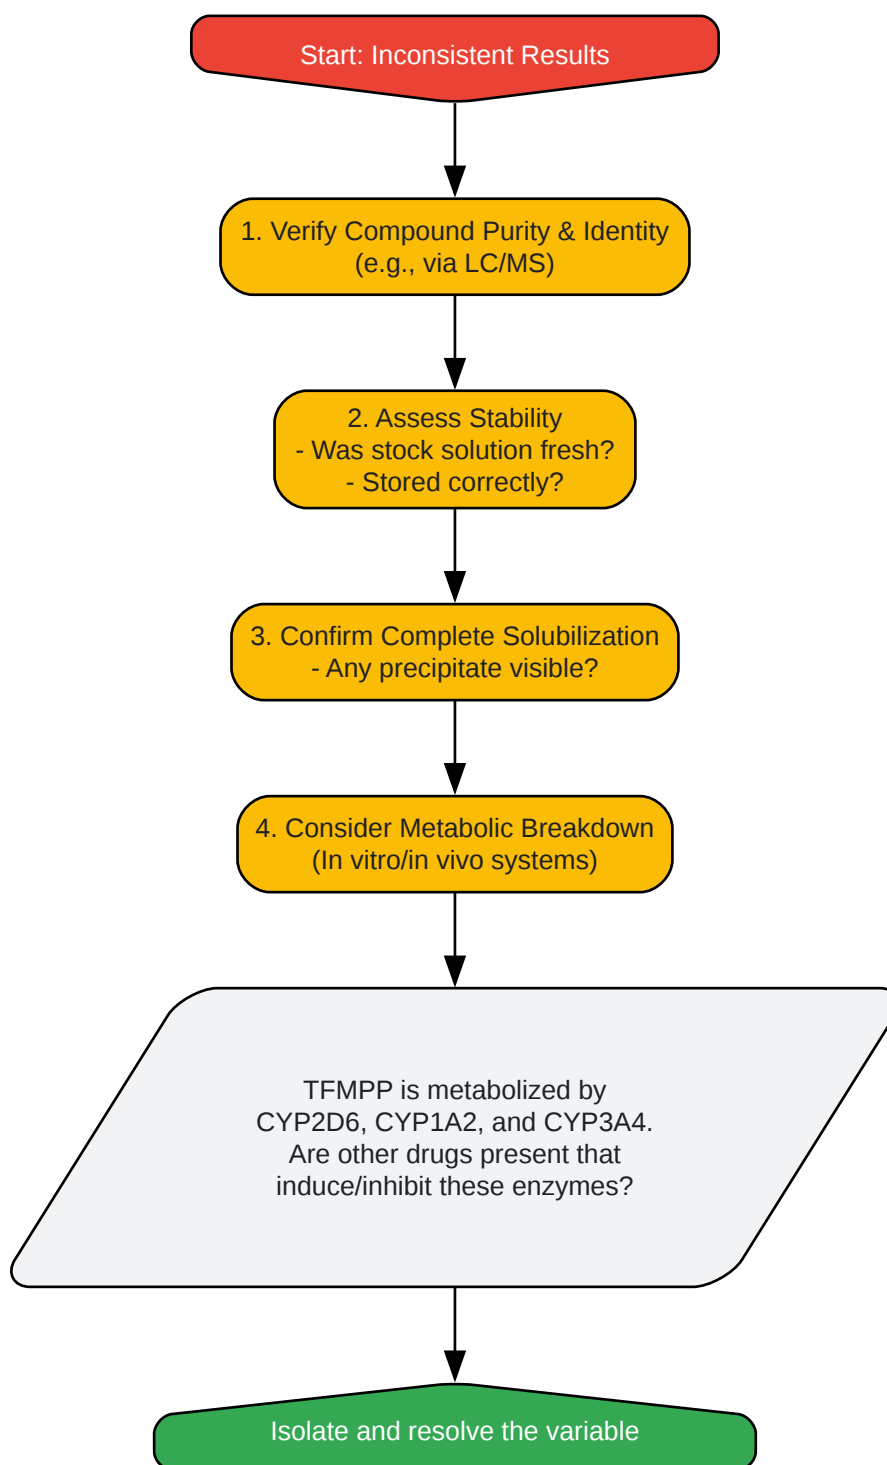 Start: Inconsistent Results
1. Verify Compound Purity & Identity
(e.g., via LC/MS)
2. Assess Stability
- Was stock solution fresh?
- Stored correctly?
3. Confirm Complete Solubilization
- Any precipitate visible?
4. Consider Metabolic Breakdown
(In vitro/in vivo systems)
TFMPP is metabolized by
CYP2D6, CYP1A2, and CYP3A4.
Are other drugs present that
induce/inhibit these enzymes?
Isolate and resolve the variable